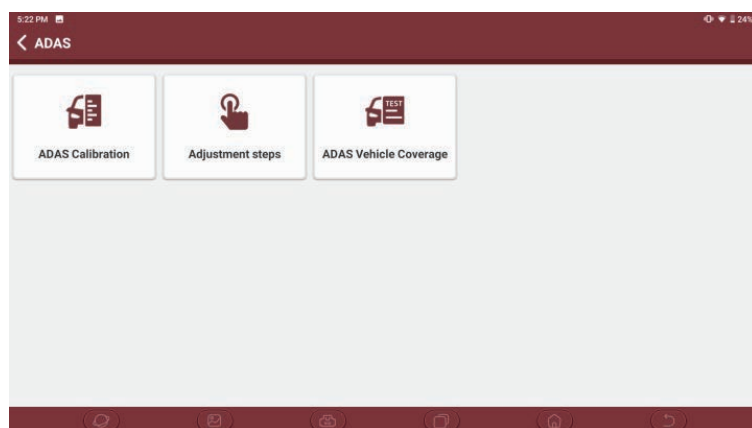 5:22 PM
24%
ADAS
TEST
ADAS Calibration
Adjustment steps
ADAS Vehicle Coverage